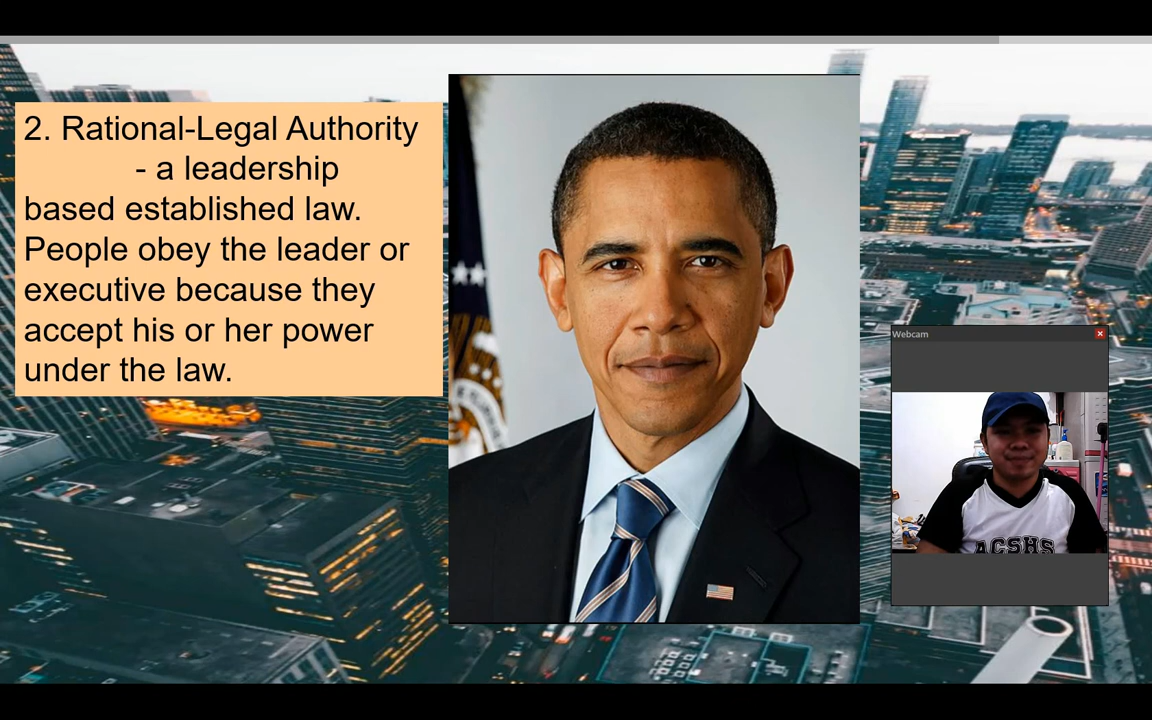 2. Rational-Legal Authority
- a leadership
based established law.
People obey the leader or
executive because they
accept his or her power
under the law.
Webcam
ACSHS